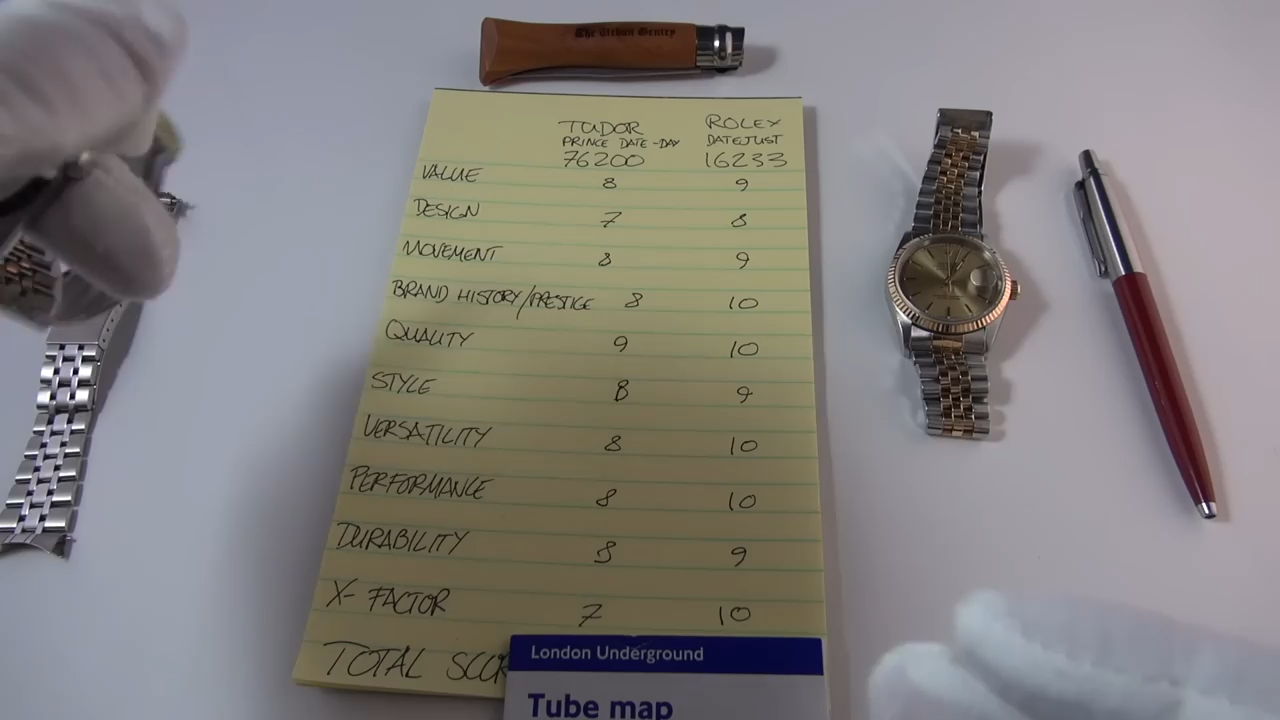 The Urban Gentry
TUDOR ROLEX
PRINCE DATE-DAY DATEJUST
76200 16233
VALUE 8 9
DESIGN 7 8
MOVEMENT 8 9
BRAND HISTORY/PRESTIGE 8 10
QUALITY 9 10
STYLE 8 9
VERSATILITY 8 10
PERFORMANCE 8 10
DURABILITY 8 9
X-FACTOR 7 10
TOTAL
London Underground
Tube map